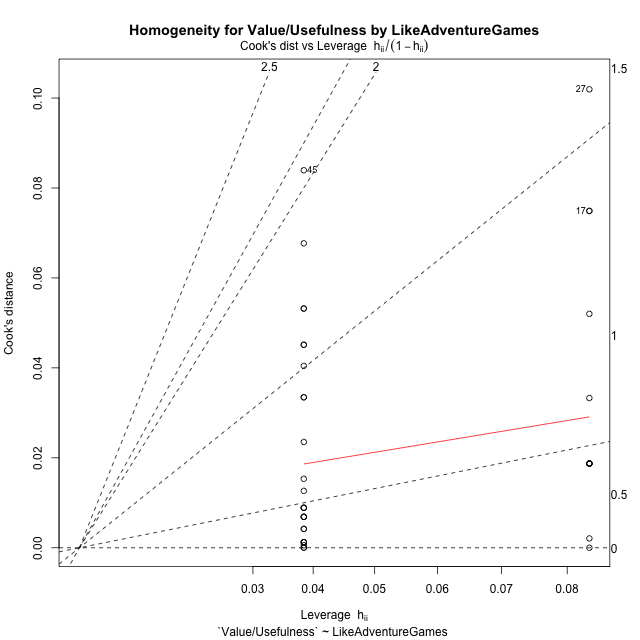 Homogeneity for Value/Usefulness by LikeAdventureGames
Cook's dist vs Leverage hii/(1 − hii)
2.5
2
1.5
27
45
17
1
0.5
0
0.10
0.08
0.06
0.04
0.02
0.00
Cook's distance
0.03 0.04 0.05 0.06 0.07 0.08
Leverage hii
`Value/Usefulness` ~ LikeAdventureGames